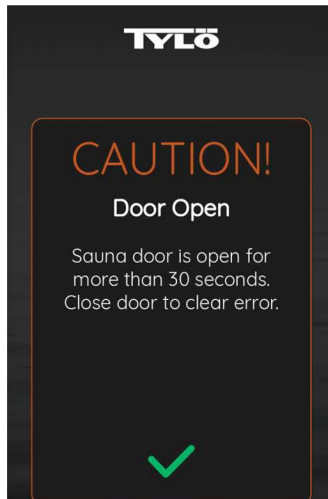 TYLÖ
CAUTION!
Door Open
Sauna door is open for
more than 30 seconds.
Close door to clear error.